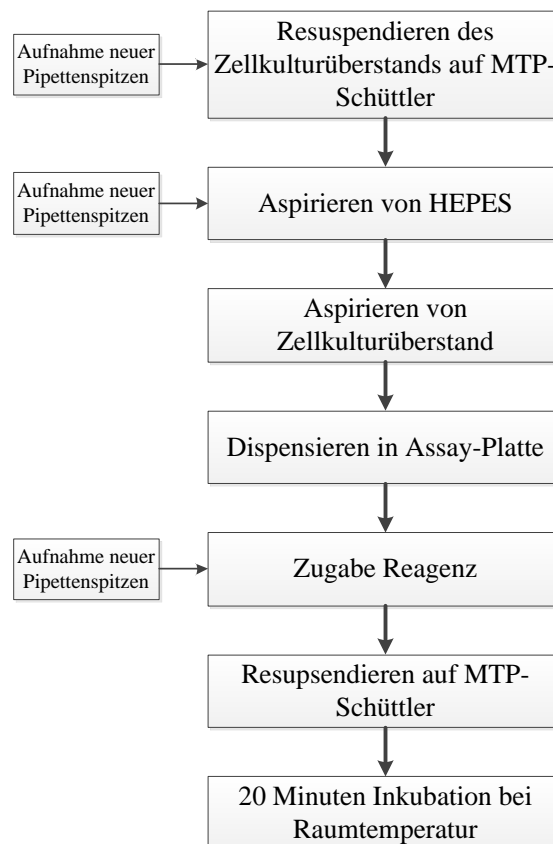 Aufnahme neuer
Pipettenspitzen
Resuspendieren des
Zellkulturüberstands auf MTP-
Schüttler
Aufnahme neuer
Pipettenspitzen
Aspirieren von HEPES
Aspirieren von
Zellkulturüberstand
Dispensieren in Assay-Platte
Aufnahme neuer
Pipettenspitzen
Zugabe Reagenz
Resupsendieren auf MTP-
Schüttler
20 Minuten Inkubation bei
Raumtemperatur